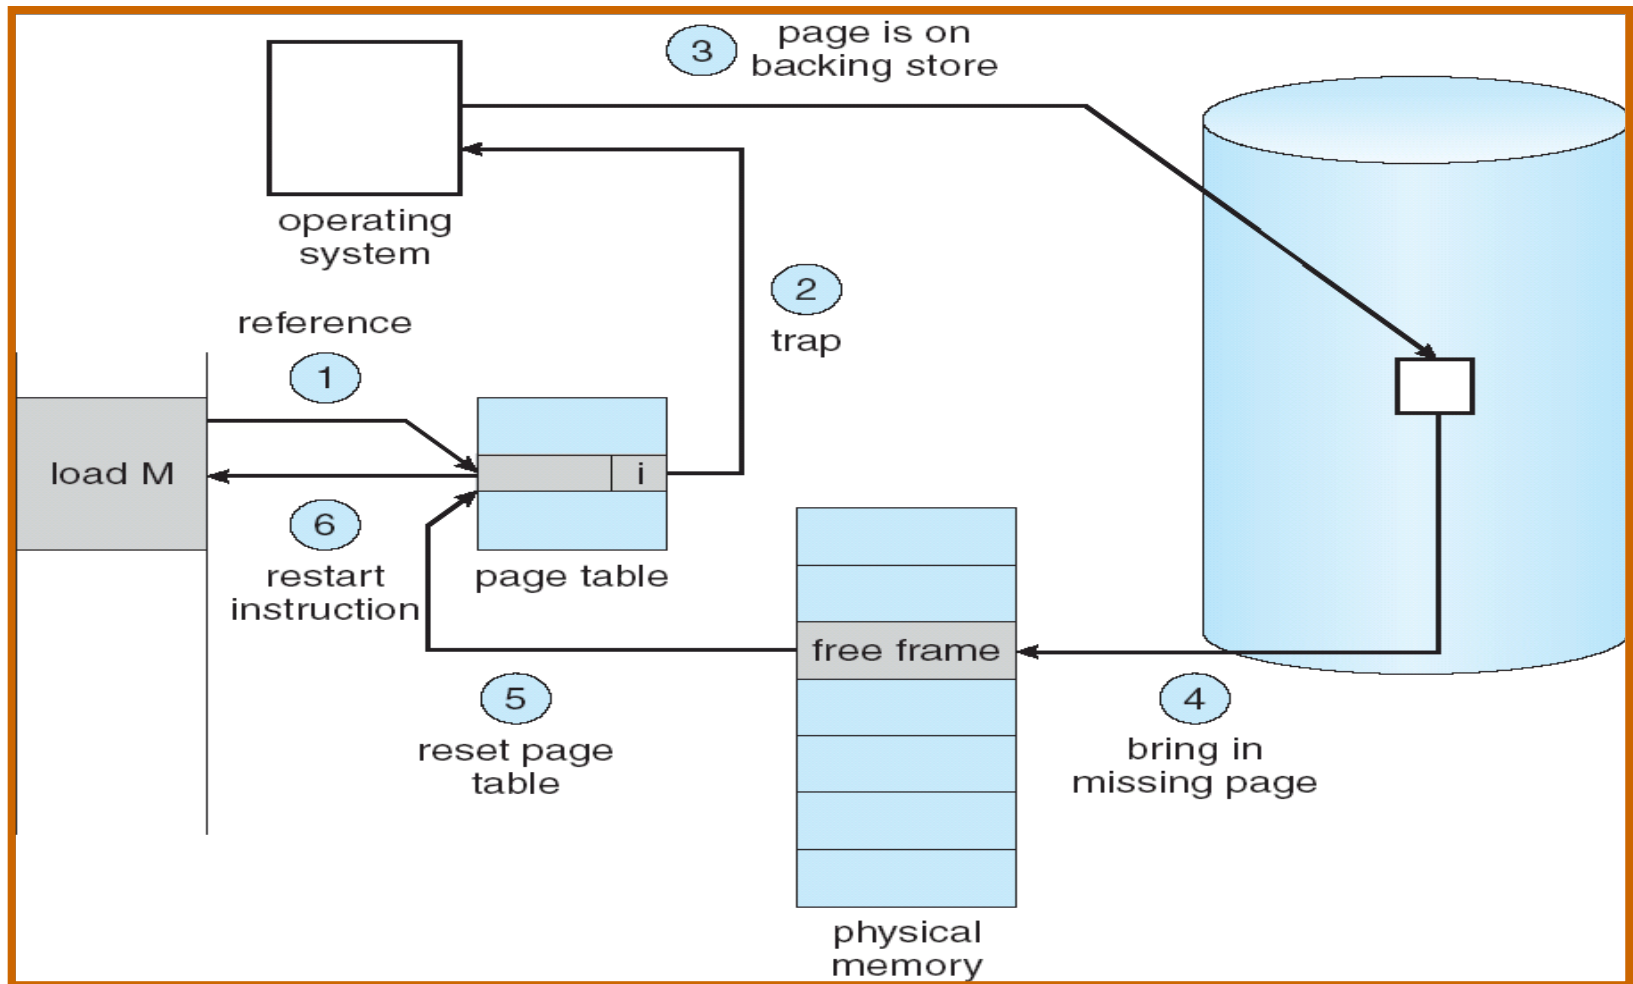 3
page is on
backing store
operating
system
2
trap
reference
1
load M
i
6
restart
instruction
page table
free frame
5
reset page
table
4
bring in
missing page
physical
memory